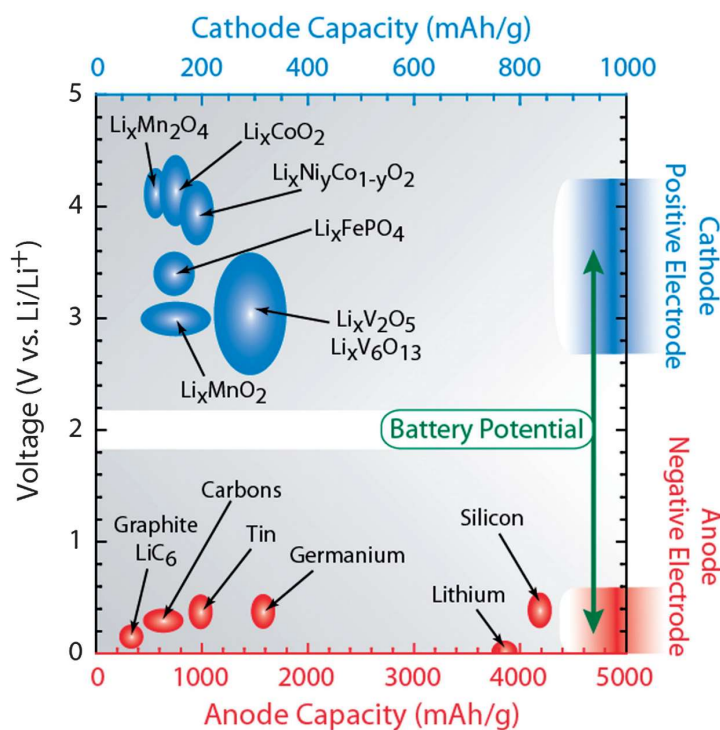 Cathode Capacity (mAh/g)
0 200 400 600 800 1000
5
4
3
2
1
0
Voltage (V vs. Li/Li+)
LixMn2O4
LixCoO2
LixNiyCo1-yO2
LixFePO4
LixV2O5
LixV6O13
LixMnO2
Cathode
Positive Electrode
Battery Potential
Anode
Negative Electrode
Carbons
Graphite
LiC6
Tin
Germanium
Silicon
Lithium
0 1000 2000 3000 4000 5000
Anode Capacity (mAh/g)